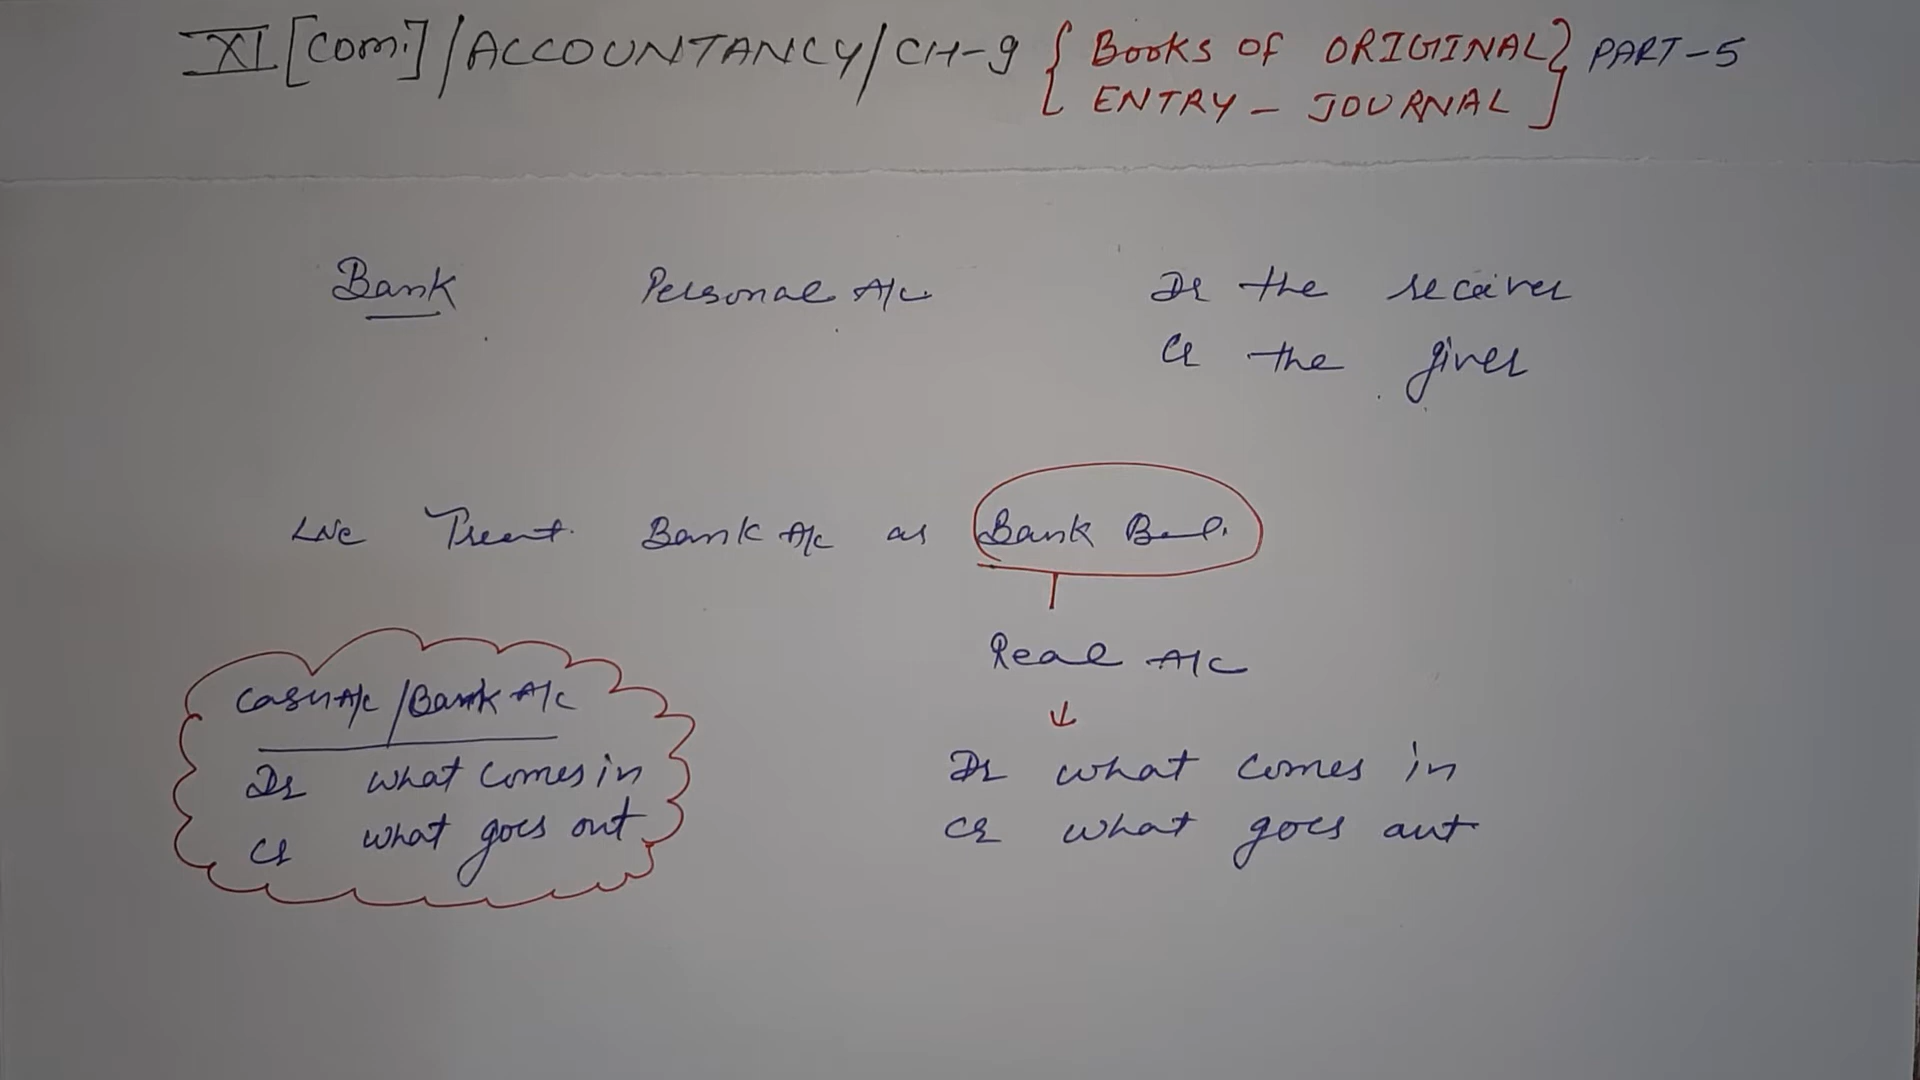 XI [COM.] / ACCOUNTANCY / CH-9 { BOOKS OF ORIGINAL ENTRY - JOURNAL } PART-5
Bank Personal A/c Dr the receiver
Cr the giver
We Treat Bank A/c as Bank Bal.
Real A/c
↓
Dr what comes in
Cr what goes out
Cash A/c / Bank A/c
Dr what comes in
Cr what goes out